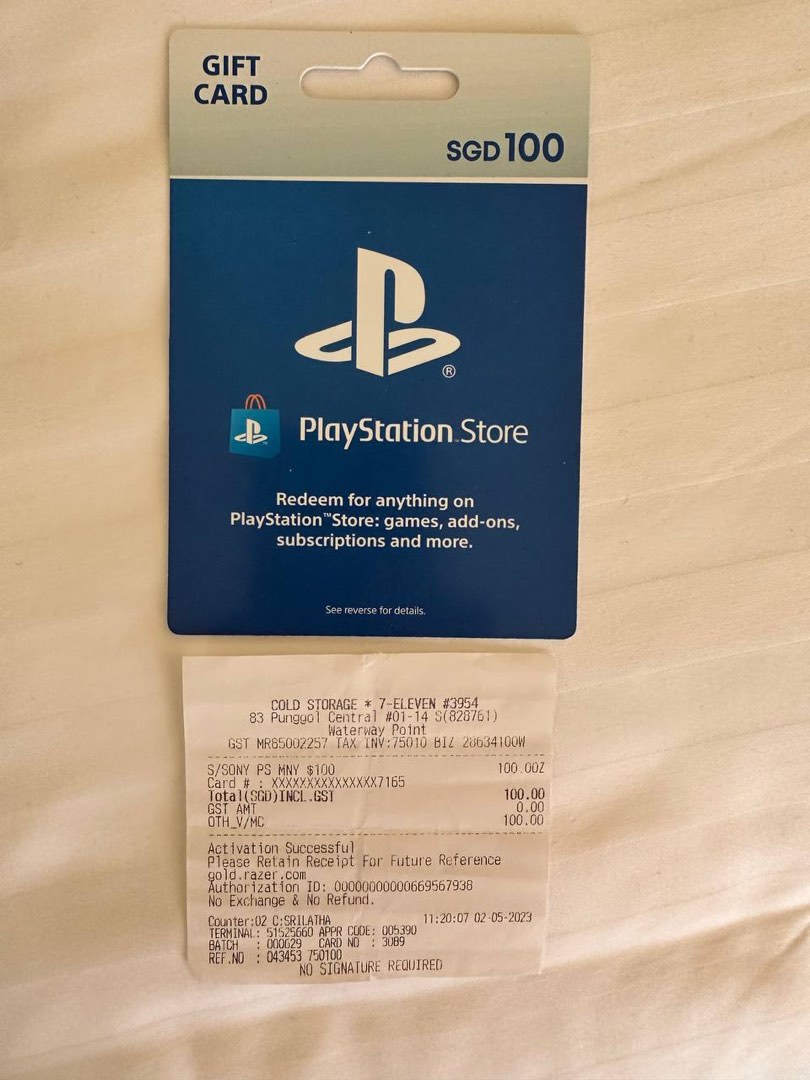 GIFT
CARD
SGD 100
®
PlayStation™Store
Redeem for anything on
PlayStation™Store: games, add-ons,
subscriptions and more.
See reverse for details.
COLD STORAGE * 7-ELEVEN #3954
83 Punggol Central #01-14 S(828761)
Waterway Point
GST MR85002257 TAX INV:75010 BIZ 28634100W
S/SONY PS MNY $100 100.00Z
Card # : XXXXXXXXXXXXXXX7165
Total(SGD)INCL.GST 100.00
GST AMT 0.00
OTH_V/MC 100.00
Activation Successful
Please Retain Receipt For Future Reference
gold.razer.com
Authorization ID: 00000000000669567938
No Exchange & No Refund.
Counter:02 C:SRILATHA 11:20:07 02-05-2023
TERMINAL: 51525660 APPR CODE: 005390
BATCH : 000629 CARD NO : 3089
REF.NO : 043453 750100
NO SIGNATURE REQUIRED